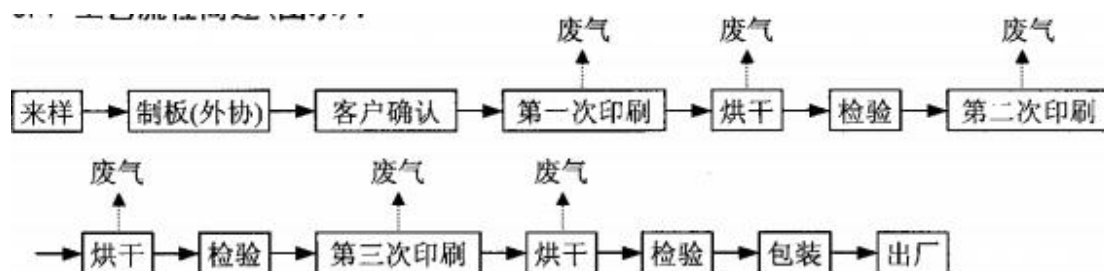 废气 废气 废气
来样 制板(外协) 客户确认 第一次印刷 烘干 检验 第二次印刷
废气 废气 废气
烘干 检验 第三次印刷 烘干 检验 包装 出厂